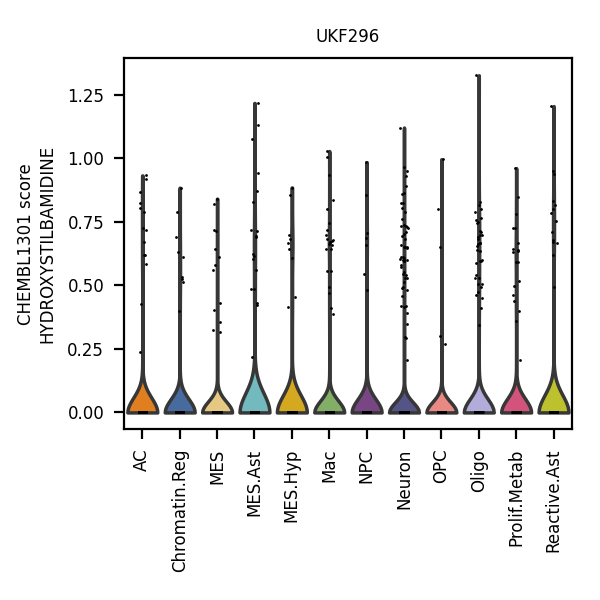 UKF296
CHEMBL1301 score
HYDROXYSTILBAMIDINE
1.25
1.00
0.75
0.50
0.25
0.00
AC
Chromatin.Reg
MES
MES.Ast
MES.Hyp
Mac
NPC
Neuron
OPC
Oligo
Prolif.Metab
Reactive.Ast